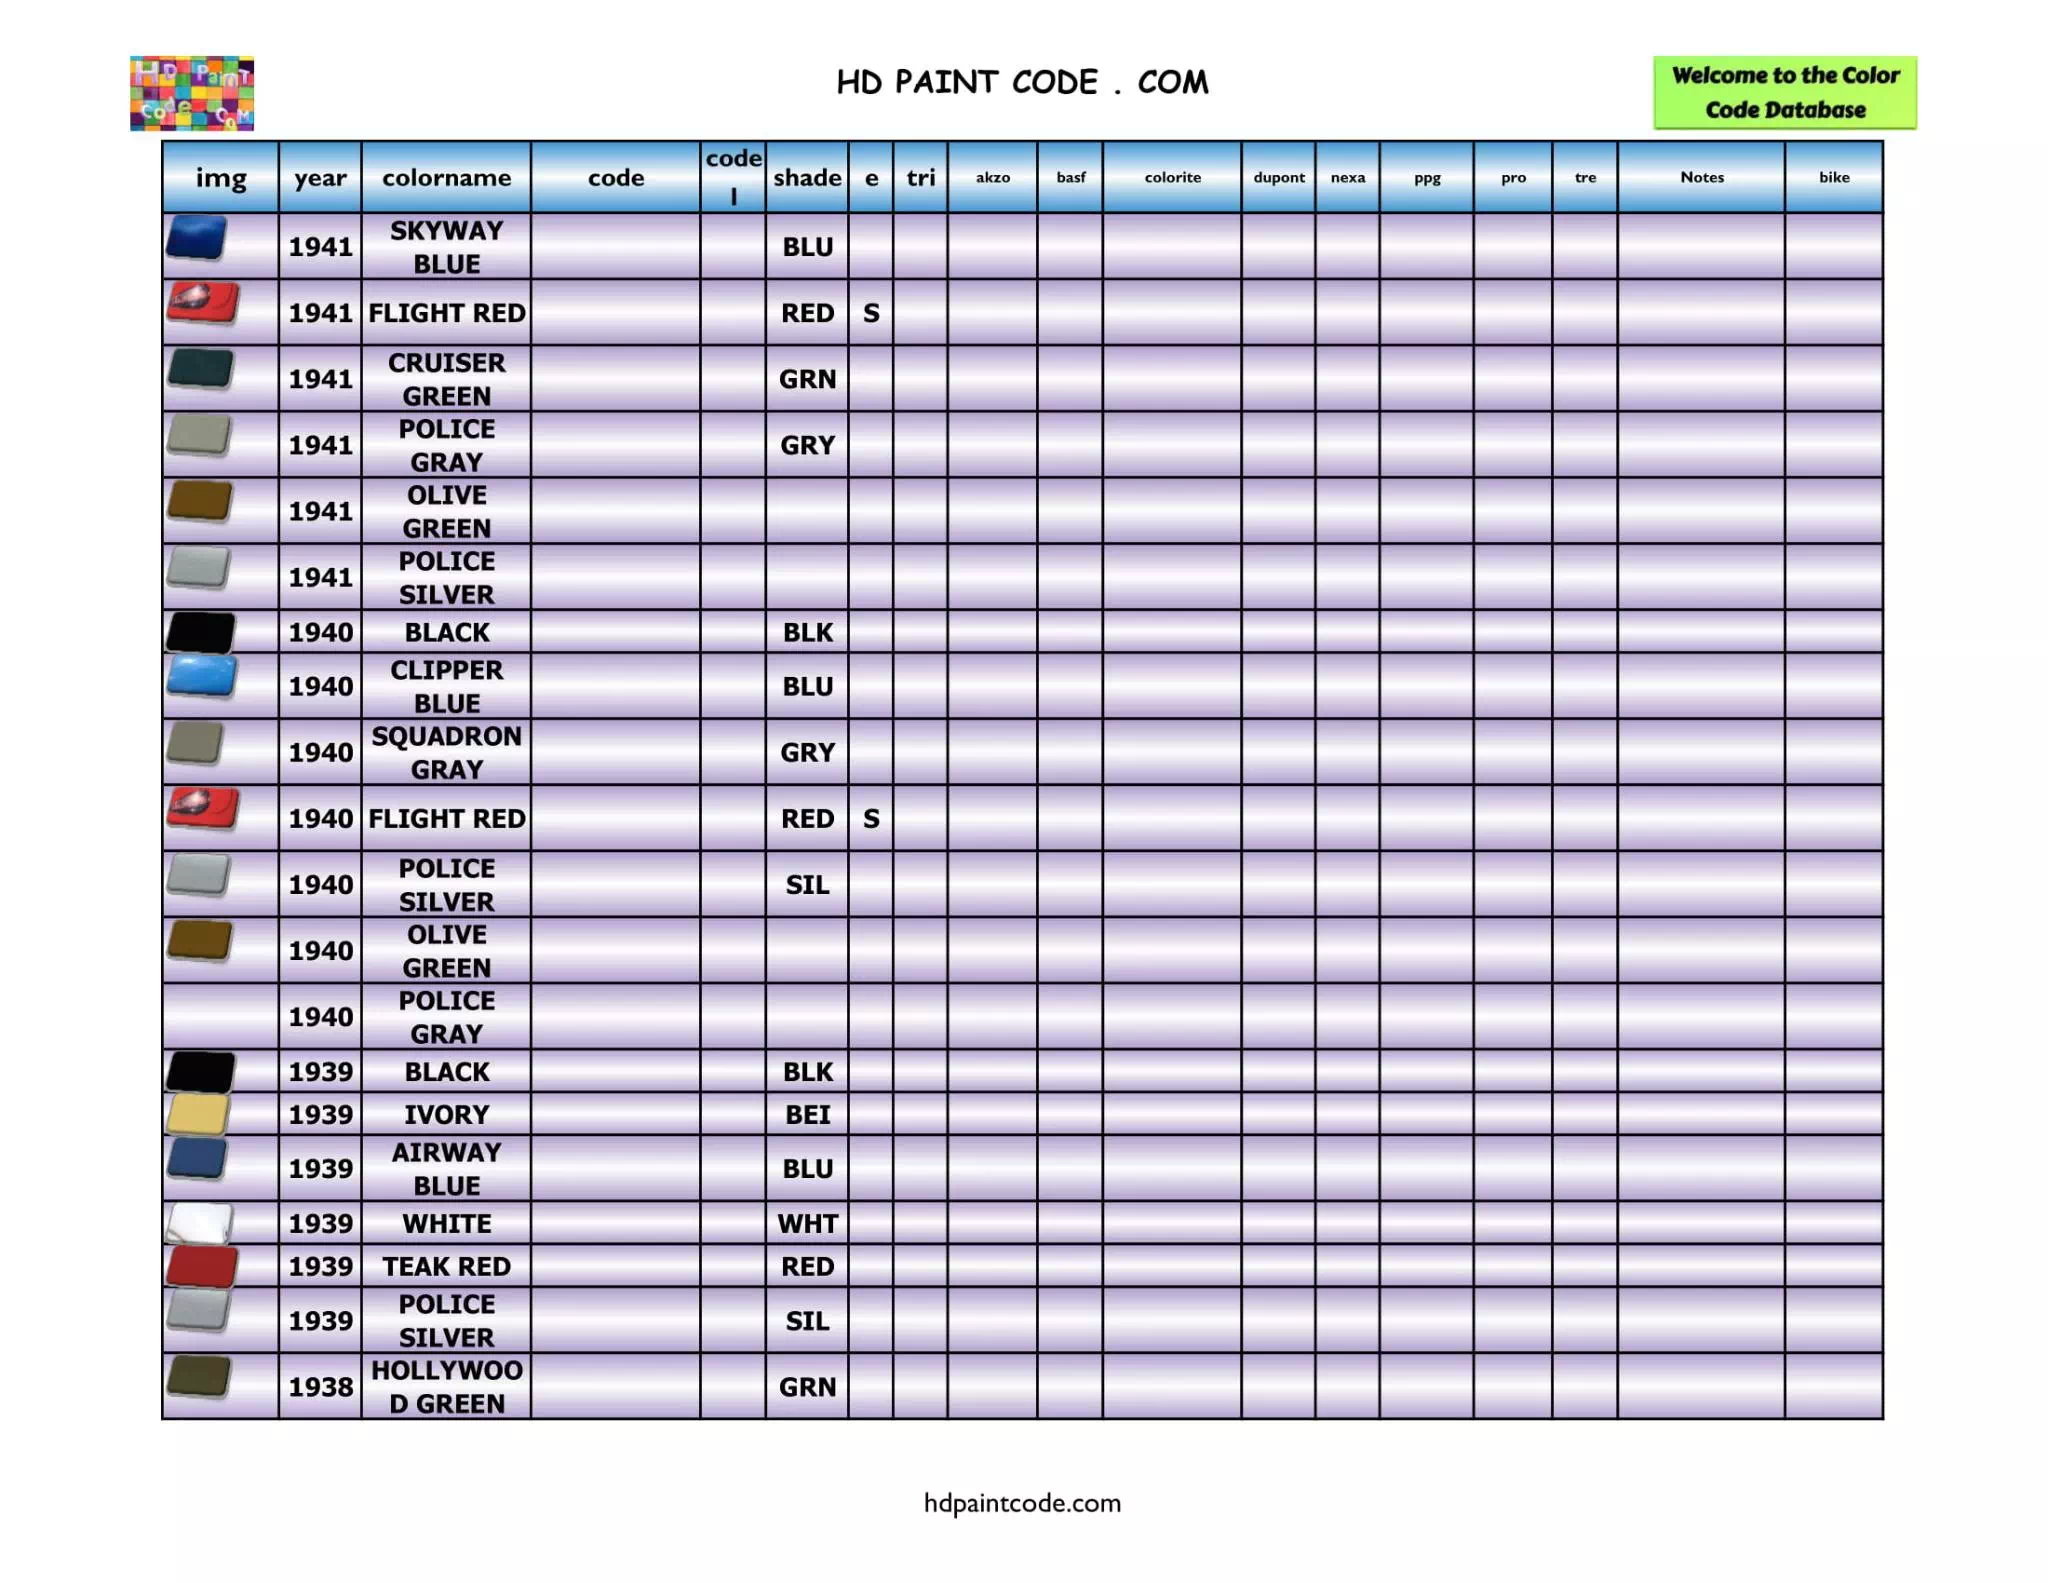 HD PainT
Code
CoM
HD PAINT CODE . COM
Welcome to the Color
Code Database
img year colorname code code l shade e tri akzo basf colorite dupont nexa ppg pro tre Notes bike
1941 SKYWAY BLUE BLU
1941 FLIGHT RED RED S
1941 CRUISER GREEN GRN
1941 POLICE GRAY GRY
1941 OLIVE GREEN
1941 POLICE SILVER
1940 BLACK BLK
1940 CLIPPER BLUE BLU
1940 SQUADRON GRAY GRY
1940 FLIGHT RED RED S
1940 POLICE SILVER SIL
1940 OLIVE GREEN
1940 POLICE GRAY
1939 BLACK BLK
1939 IVORY BEI
1939 AIRWAY BLUE BLU
1939 WHITE WHT
1939 TEAK RED RED
1939 POLICE SILVER SIL
1938 HOLLYWOO D GREEN GRN
hdpaintcode.com